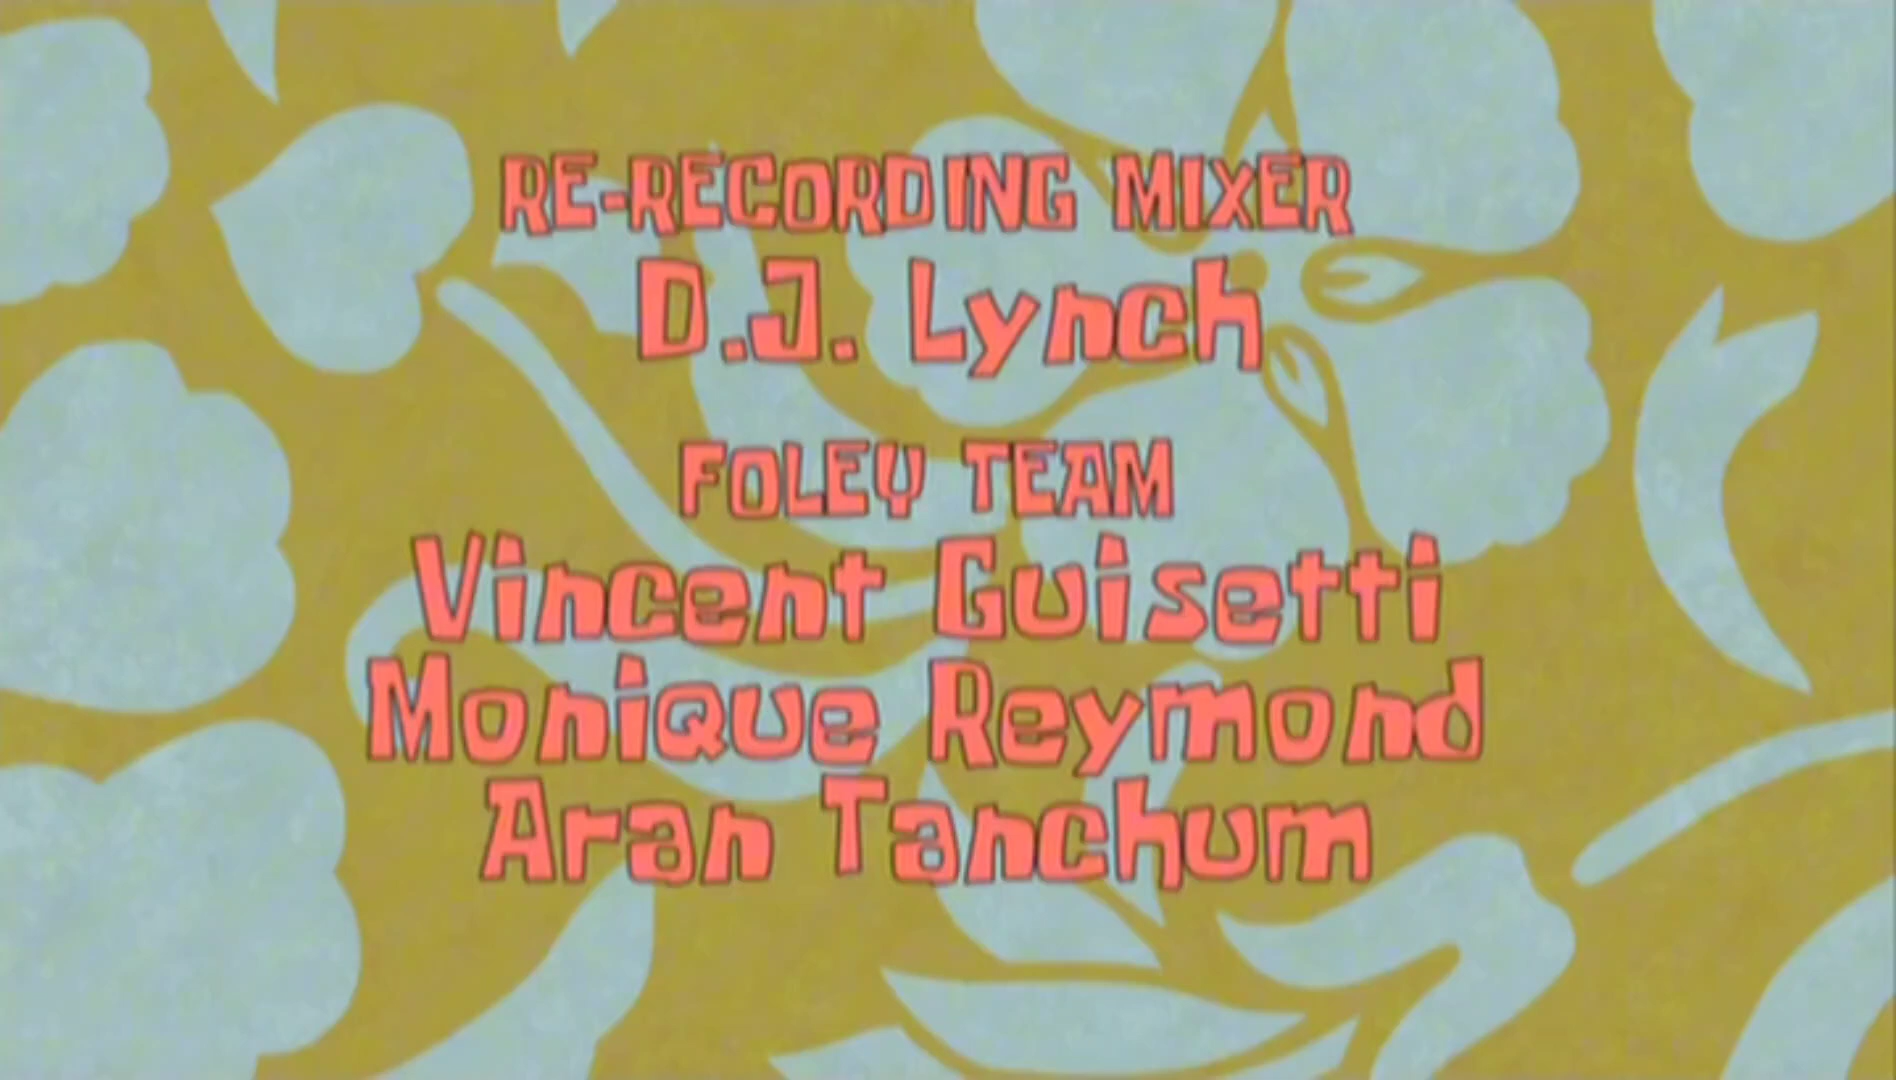 RE-RECORDING MIXER
D.J. Lynch
FOLEY TEAM
Vincent Guisetti
Monique Reymond
Aran Tanchum